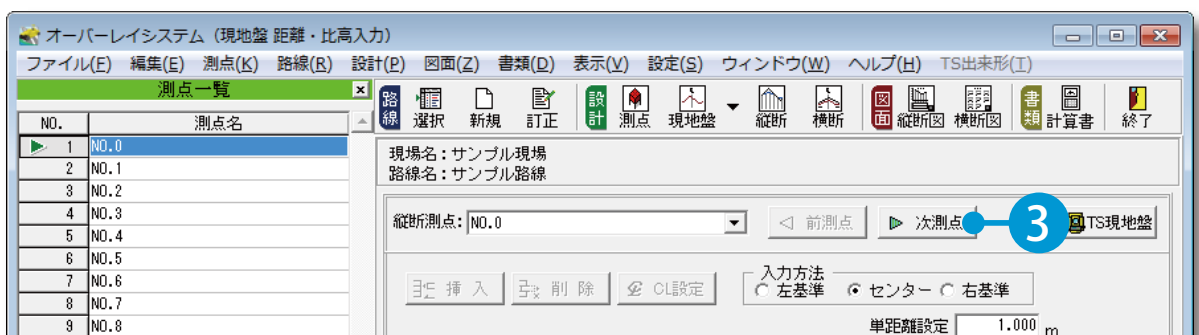 オーバーレイシステム（現地盤 距離・比高入力）
ファイル(F) 編集(E) 測点(K) 路線(R) 設計(P) 図面(Z) 書類(D) 表示(V) 設定(S) ウィンドウ(W) ヘルプ(H) TS出来形(T)
測点一覧
路線 選択 新規 訂正 設計 測点 現地盤 縦断 横断 図面 縦断図 横断図 書類 計算書 終了
NO. 測点名
1 NO.0
2 NO.1
3 NO.2
4 NO.3
5 NO.4
6 NO.5
7 NO.6
8 NO.7
9 NO.8
現場名：サンプル現場
路線名：サンプル路線
縦断測点： NO.0 前測点 次測点 3 TS現地盤
挿 入 削 除 CL設定 入力方法
左基準 センター 右基準
単距離設定 1.000 m